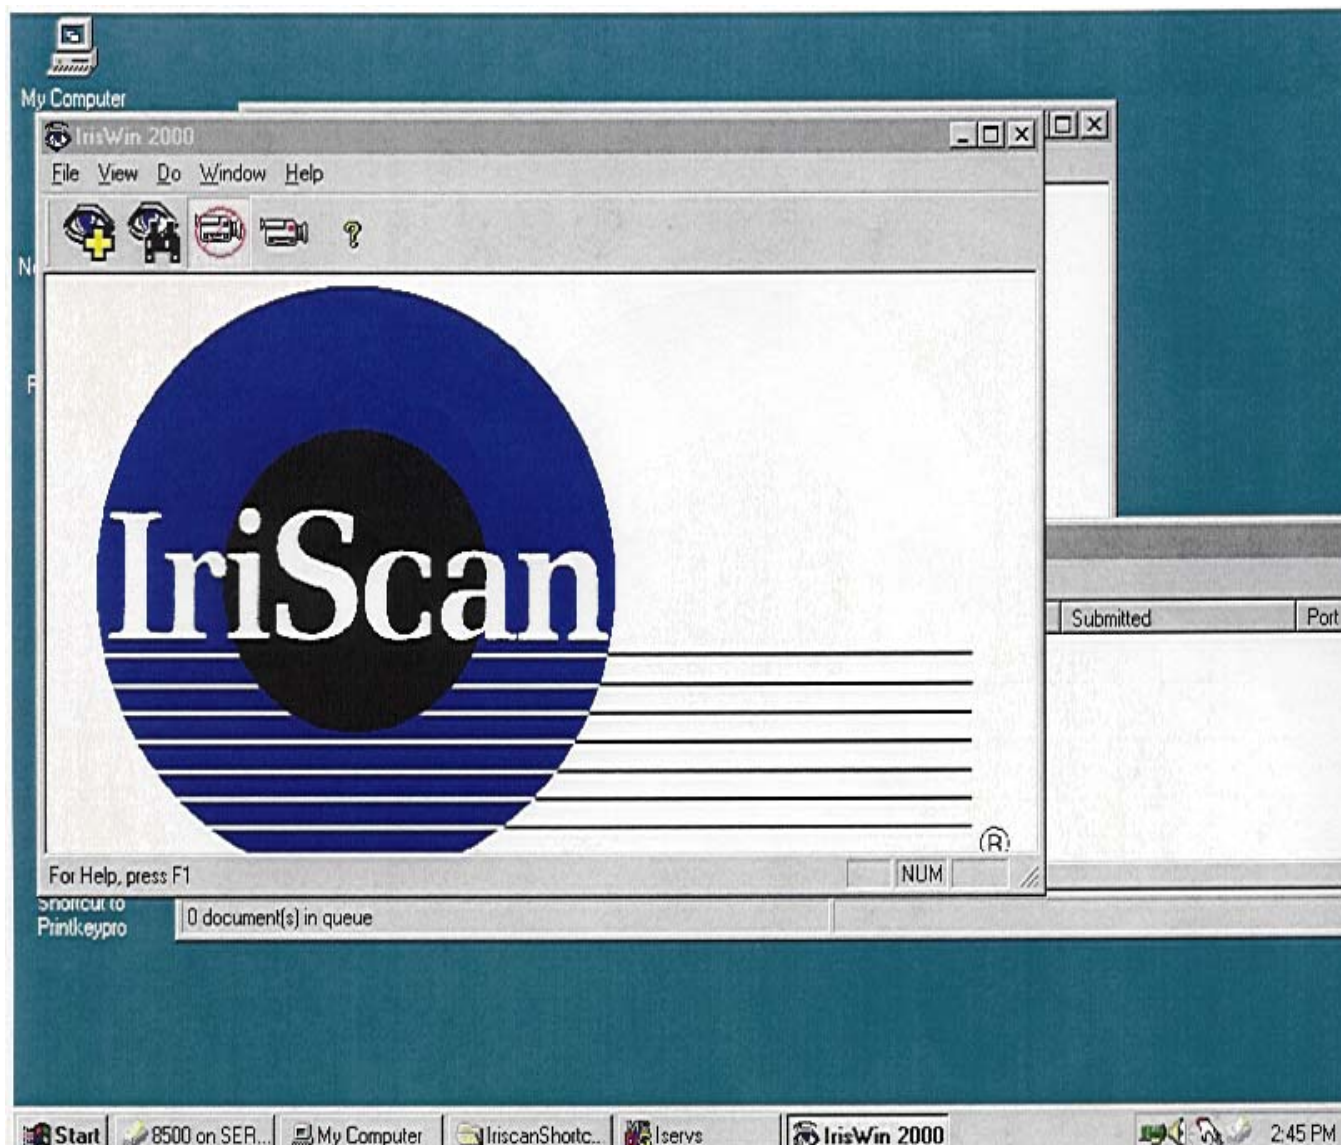 My Computer
IrisWin 2000
File View Do Window Help
IriScan
®
Submitted Port
For Help, press F1
NUM
Shortcut to
Printkeypro
0 document(s) in queue
Start
8500 on SER...
My Computer
IriscanShortc...
Iservs
IrisWin 2000
2:45 PM